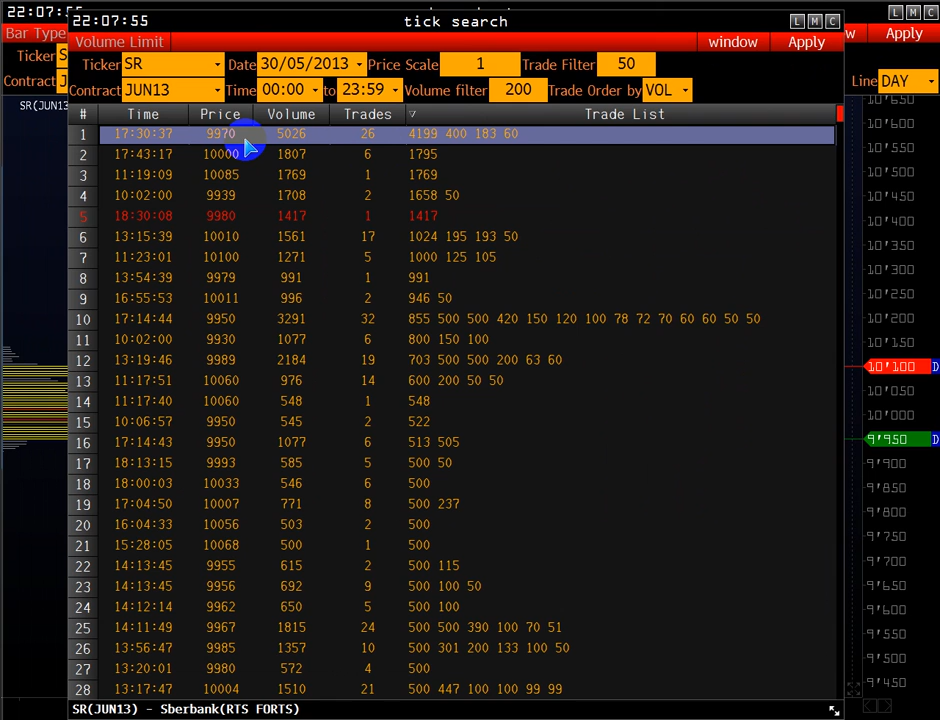 22:07:55
22:07:55 tick search L M C
L M C
Bar Type
Volume Limit window Apply
w Apply
Ticker S
Ticker SR Date 30/05/2013 Price Scale 1 Trade Filter 50
Contract J
Contract JUN13 Time 00:00 to 23:59 Volume filter 200 Trade Order by VOL
Line DAY
SR(JUN13
# Time Price Volume Trades Trade List
1 17:30:37 9970 5026 26 4199 400 183 60
2 17:43:17 10000 1807 6 1795
3 11:19:09 10085 1769 1 1769
4 10:02:00 9939 1708 2 1658 50
5 18:30:08 9980 1417 1 1417
6 13:15:39 10010 1561 17 1024 195 193 50
7 11:23:01 10100 1271 5 1000 125 105
8 13:54:39 9979 991 1 991
9 16:55:53 10011 996 2 946 50
10 17:14:44 9950 3291 32 855 500 500 420 150 120 100 78 72 70 60 60 50 50
11 10:02:00 9930 1077 6 800 150 100
12 13:19:46 9989 2184 19 703 500 500 200 63 60
13 11:17:51 10060 976 14 600 200 50 50
14 11:17:40 10060 548 1 548
15 10:06:57 9950 545 2 522
16 17:14:43 9950 1077 6 513 505
17 18:13:15 9993 585 5 500 50
18 18:00:03 10033 546 6 500
19 17:04:50 10007 771 8 500 237
20 16:04:33 10056 503 2 500
21 15:28:05 10068 500 1 500
22 14:13:45 9955 615 2 500 115
23 14:13:45 9956 692 9 500 100 50
24 14:12:14 9962 650 5 500 100
25 14:11:49 9967 1815 24 500 500 390 100 70 51
26 13:56:47 9985 1357 10 500 301 200 133 100 50
27 13:20:01 9980 572 4 500
28 13:17:47 10004 1510 21 500 447 100 100 99 99
SR(JUN13) - Sberbank(RTS FORTS)
10'650
10'600
10'550
10'500
10'450
10'400
10'350
10'300
10'250
10'200
10'150
10'100 D
10'050
10'000
9'950 D
9'900
9'850
9'800
9'750
9'700
9'650
9'600
9'550
9'500
9'450